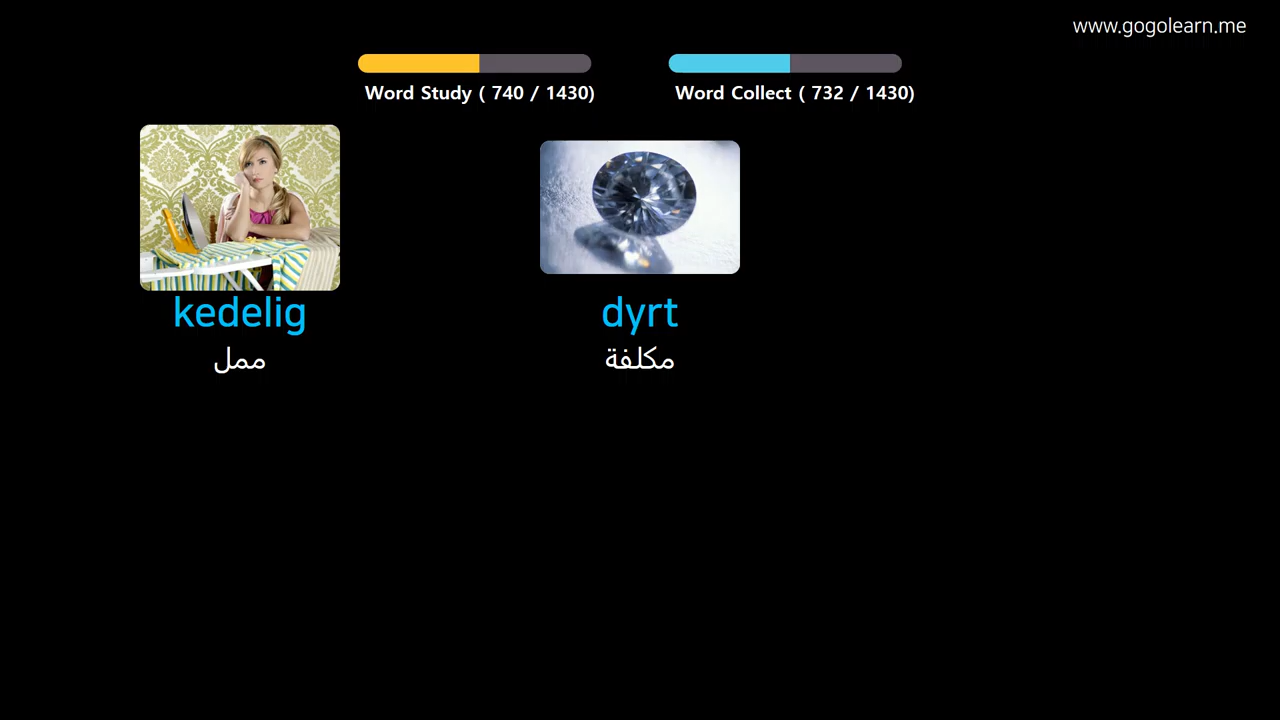 www.gogolearn.me
Word Study ( 740 / 1430)
Word Collect ( 732 / 1430)
kedelig
dyrt
ممل
مكلفة